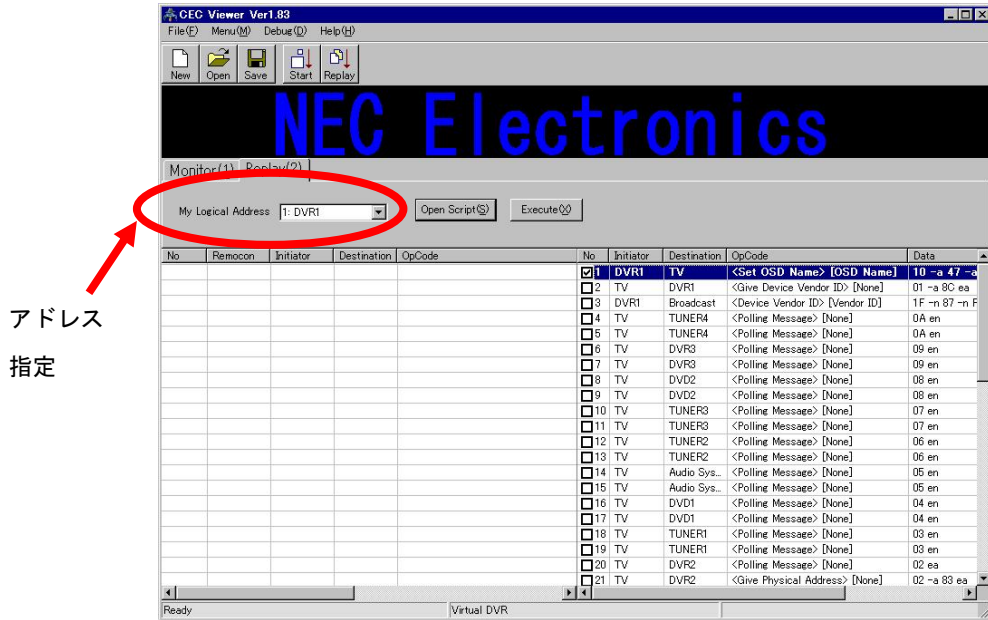 CEC Viewer Ver1.83
File(F) Menu(M) Debug(D) Help(H)
New Open Save Start Replay
NEC Electronics
Monitor(1) Replay(2)
My Logical Address 1: DVR1 Open Script(S) Execute(X)
No Remocon Initiator Destination OpCode No Initiator Destination OpCode Data
1 DVR1 TV <Set OSD Name> [OSD Name] 10 -a 47 -a
2 TV DVR1 <Give Device Vendor ID> [None] 01 -a 8C ea
3 DVR1 Broadcast <Device Vendor ID> [Vendor ID] 1F -n 87 -n F
4 TV TUNER4 <Polling Message> [None] 0A en
5 TV TUNER4 <Polling Message> [None] 0A en
6 TV DVR3 <Polling Message> [None] 09 en
7 TV DVR3 <Polling Message> [None] 09 en
アドレス
指定
8 TV DVD2 <Polling Message> [None] 08 en
9 TV DVD2 <Polling Message> [None] 08 en
10 TV TUNER3 <Polling Message> [None] 07 en
11 TV TUNER3 <Polling Message> [None] 07 en
12 TV TUNER2 <Polling Message> [None] 06 en
13 TV TUNER2 <Polling Message> [None] 06 en
14 TV Audio Sys... <Polling Message> [None] 05 en
15 TV Audio Sys... <Polling Message> [None] 05 en
16 TV DVD1 <Polling Message> [None] 04 en
17 TV DVD1 <Polling Message> [None] 04 en
18 TV TUNER1 <Polling Message> [None] 03 en
19 TV TUNER1 <Polling Message> [None] 03 en
20 TV DVR2 <Polling Message> [None] 02 ea
21 TV DVR2 <Give Physical Address> [None] 02 -a 83 ea
Ready Virtual DVR